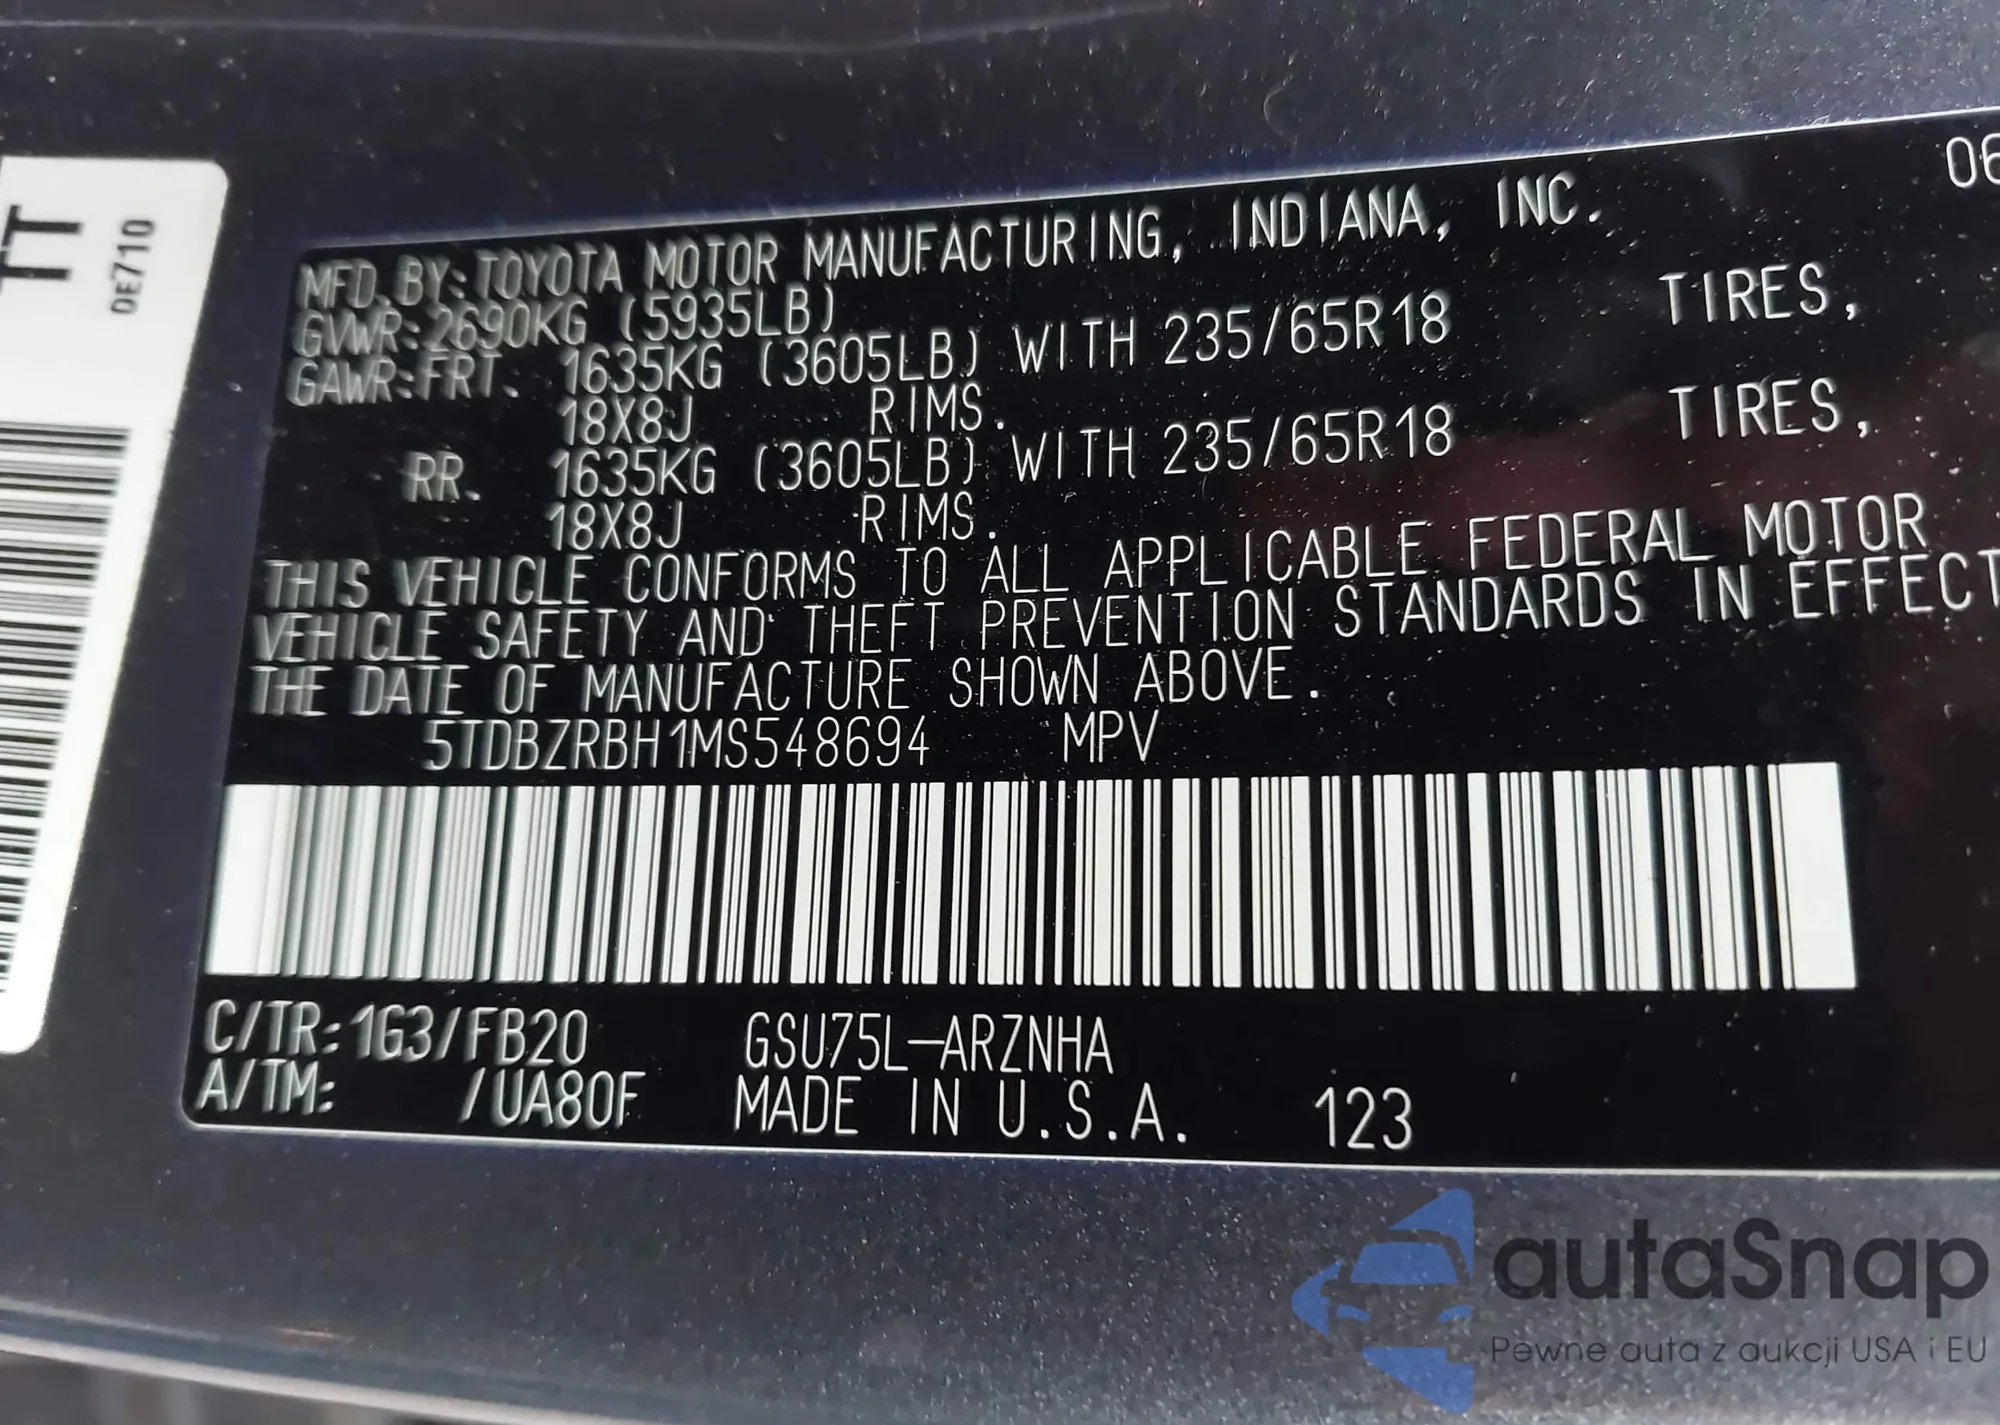 TT
DE710
06
MFD. BY: TOYOTA MOTOR MANUFACTURING, INDIANA, INC.
GVWR: 2690KG (5935LB)
GAWR: FRT. 1635KG (3605LB) WITH 235/65R18 TIRES,
18X8J RIMS.
RR. 1635KG (3605LB) WITH 235/65R18 TIRES,
18X8J RIMS.
THIS VEHICLE CONFORMS TO ALL APPLICABLE FEDERAL MOTOR
VEHICLE SAFETY AND THEFT PREVENTION STANDARDS IN EFFECT
THE DATE OF MANUFACTURE SHOWN ABOVE.
5TDBZRBH1MS548694 MPV
C/TR: 1G3/FB20 GSU75L-ARZNHA
A/TM: /UA80F MADE IN U.S.A. 123
autaSnap
Pewne auta z aukcji USA i EU